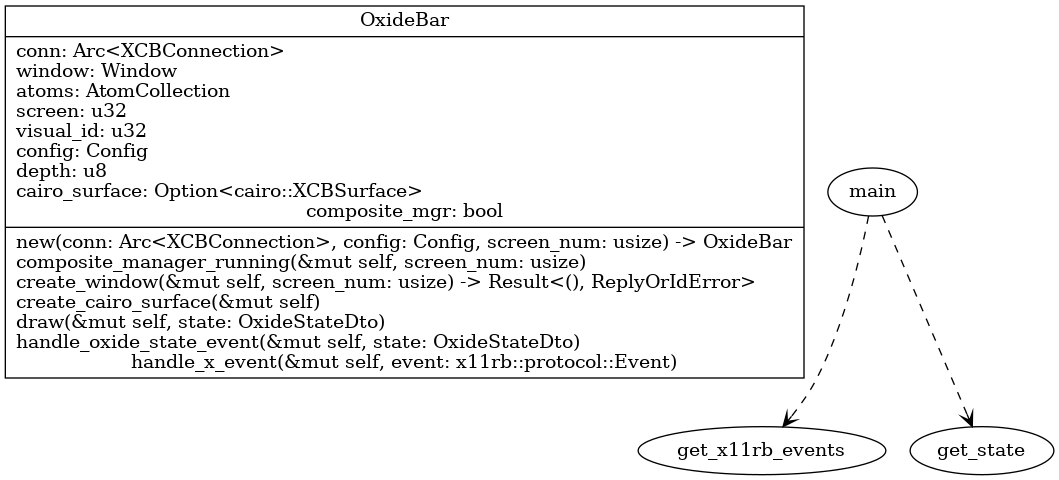 OxideBar
conn: Arc<XCBConnection>
window: Window
atoms: AtomCollection
screen: u32
visual_id: u32
config: Config
depth: u8
cairo_surface: Option<cairo::XCBSurface>
composite_mgr: bool
new(conn: Arc<XCBConnection>, config: Config, screen_num: usize) -> OxideBar
composite_manager_running(&mut self, screen_num: usize)
create_window(&mut self, screen_num: usize) -> Result<(), ReplyOrIdError>
create_cairo_surface(&mut self)
draw(&mut self, state: OxideStateDto)
handle_oxide_state_event(&mut self, state: OxideStateDto)
handle_x_event(&mut self, event: x11rb::protocol::Event)
main
get_x11rb_events
get_state